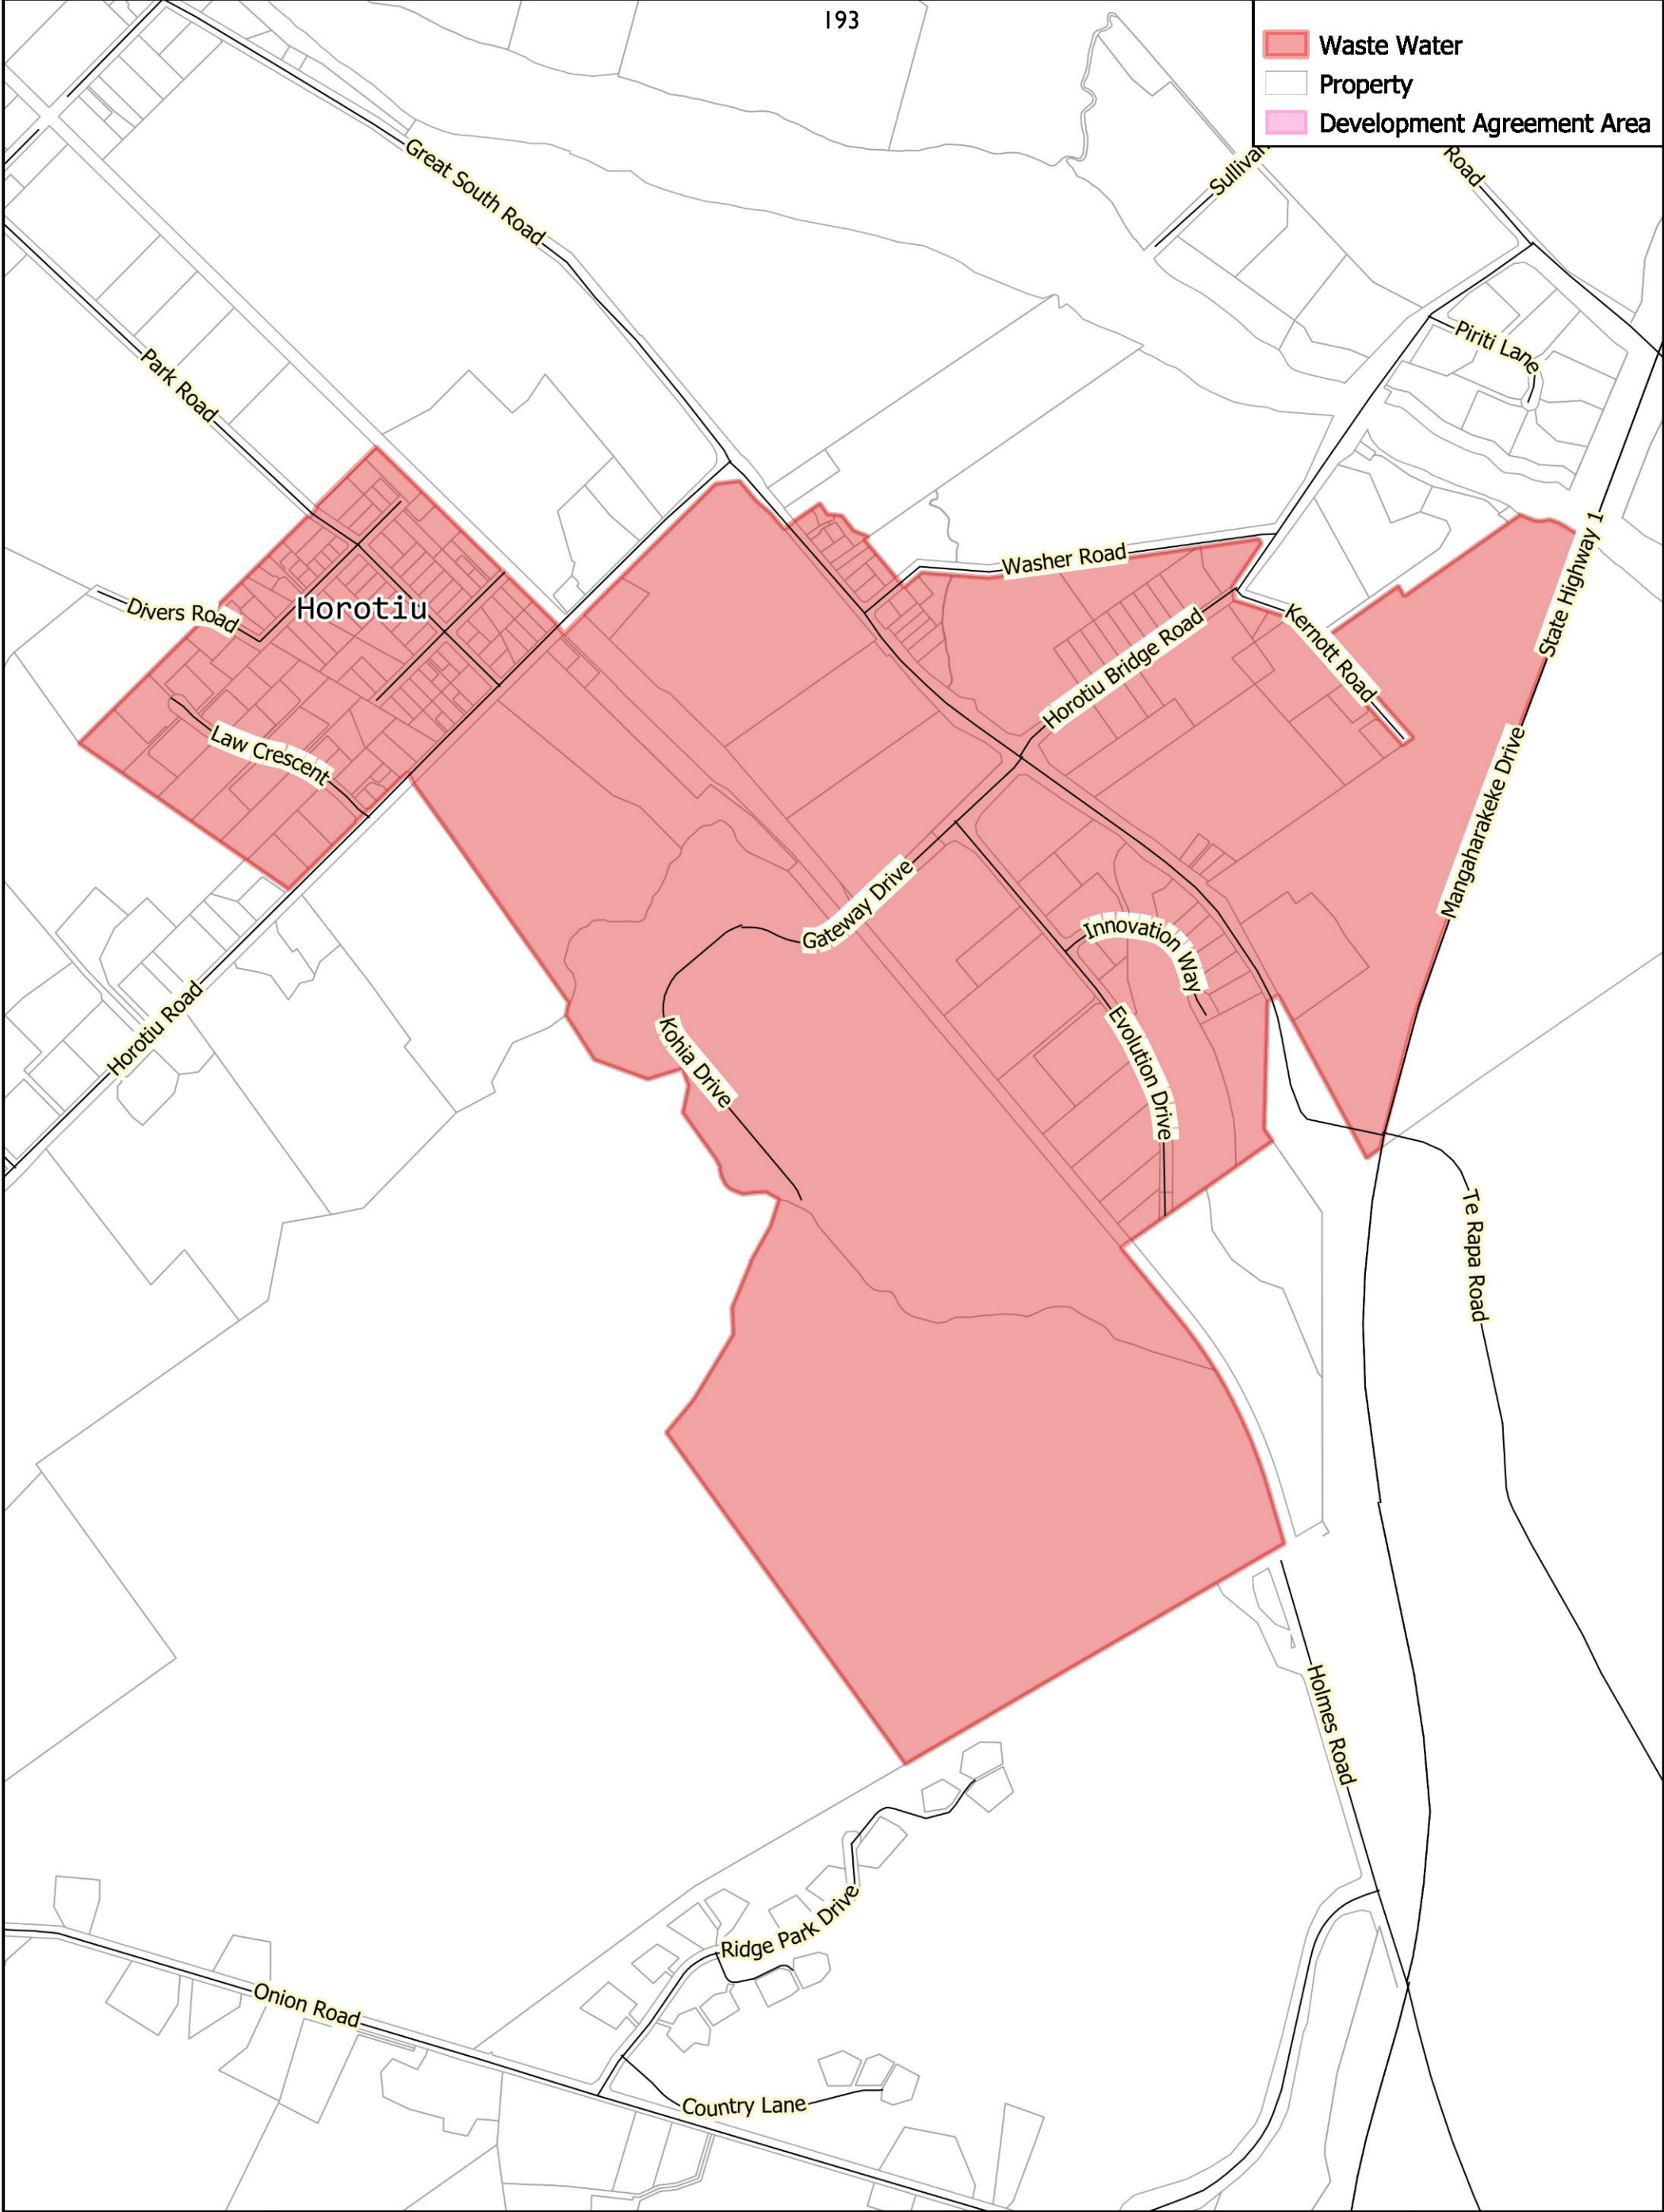 193
Waste Water
Property
Development Agreement Area
Great South Road
Sullivan
Road
Piriti Lane
Park Road
State Highway 1
Washer Road
Divers Road
Horotiu
Kernott Road
Horotiu Bridge Road
Law Crescent
Mangaharakeke Drive
Gateway Drive
Innovation Way
Horotiu Road
Kohia Drive
Evolution Drive
Te Rapa Road
Holmes Road
Ridge Park Drive
Onion Road
Country Lane